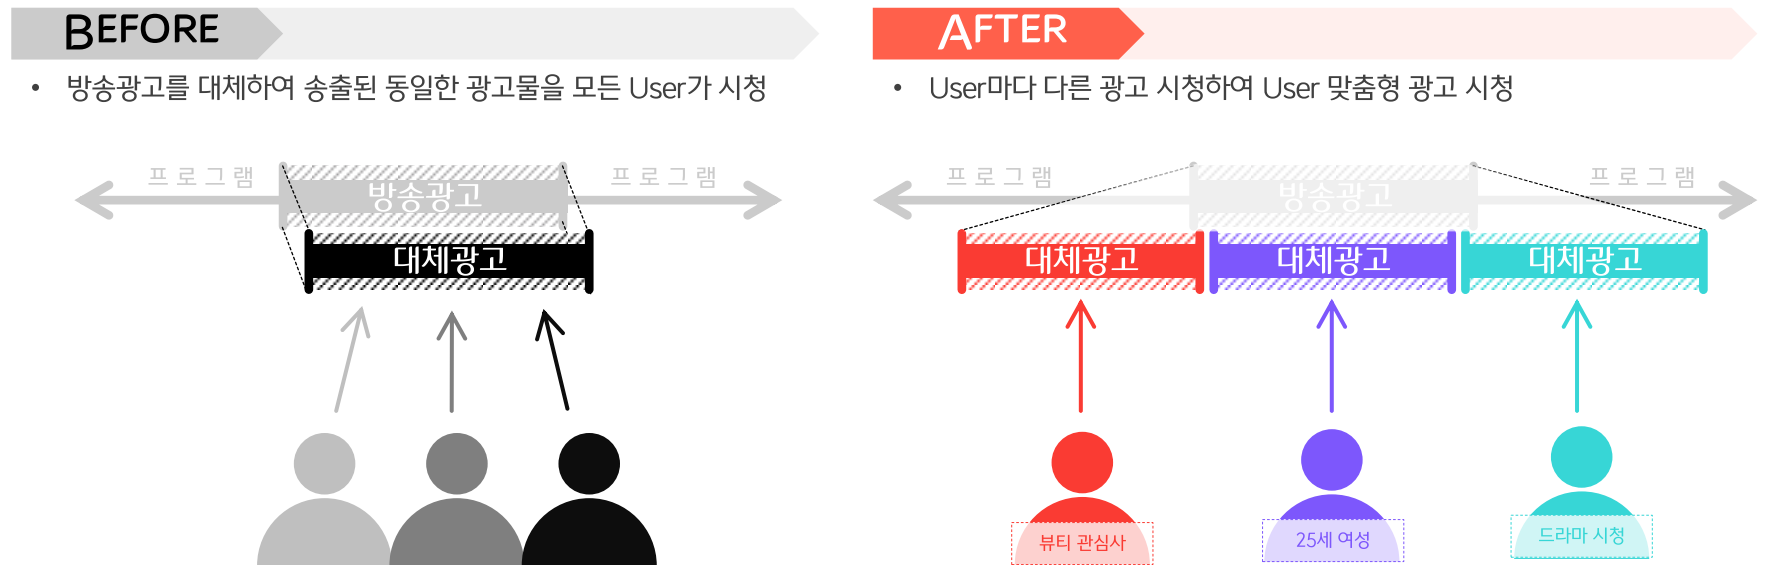 BEFORE
• 방송광고를 대체하여 송출된 동일한 광고물을 모든 User가 시청
프로그램 방송광고 프로그램
대체광고
AFTER
• User마다 다른 광고 시청하여 User 맞춤형 광고 시청
프로그램 방송광고 프로그램
대체광고 대체광고 대체광고
뷰티 관심사 25세 여성 드라마 시청